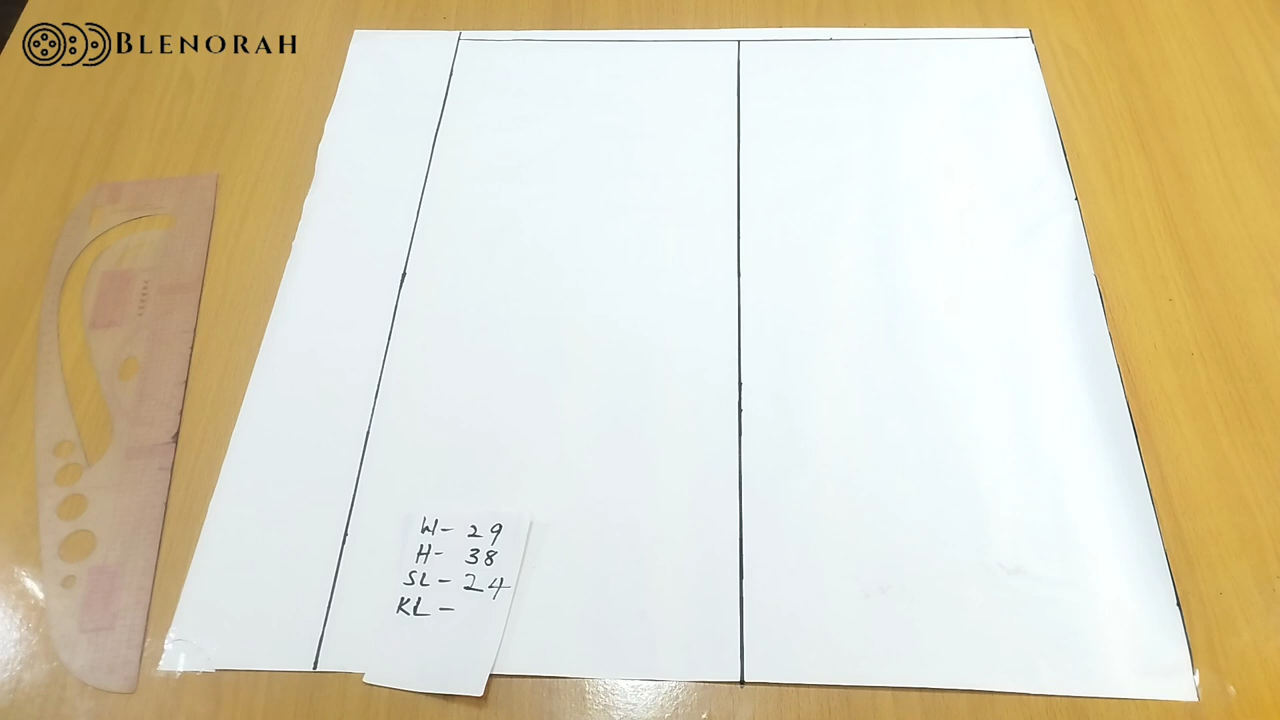 BLENORAH
W- 29
H- 38
SL - 24
KL -